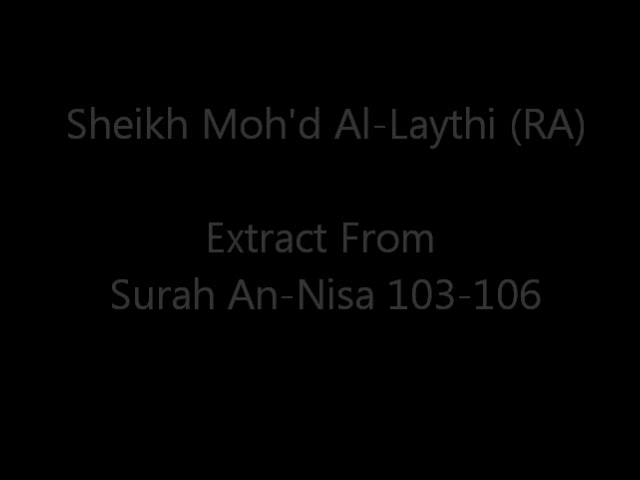 Sheikh Moh'd Al-Laythi (RA)
Extract From
Surah An-Nisa 103-106